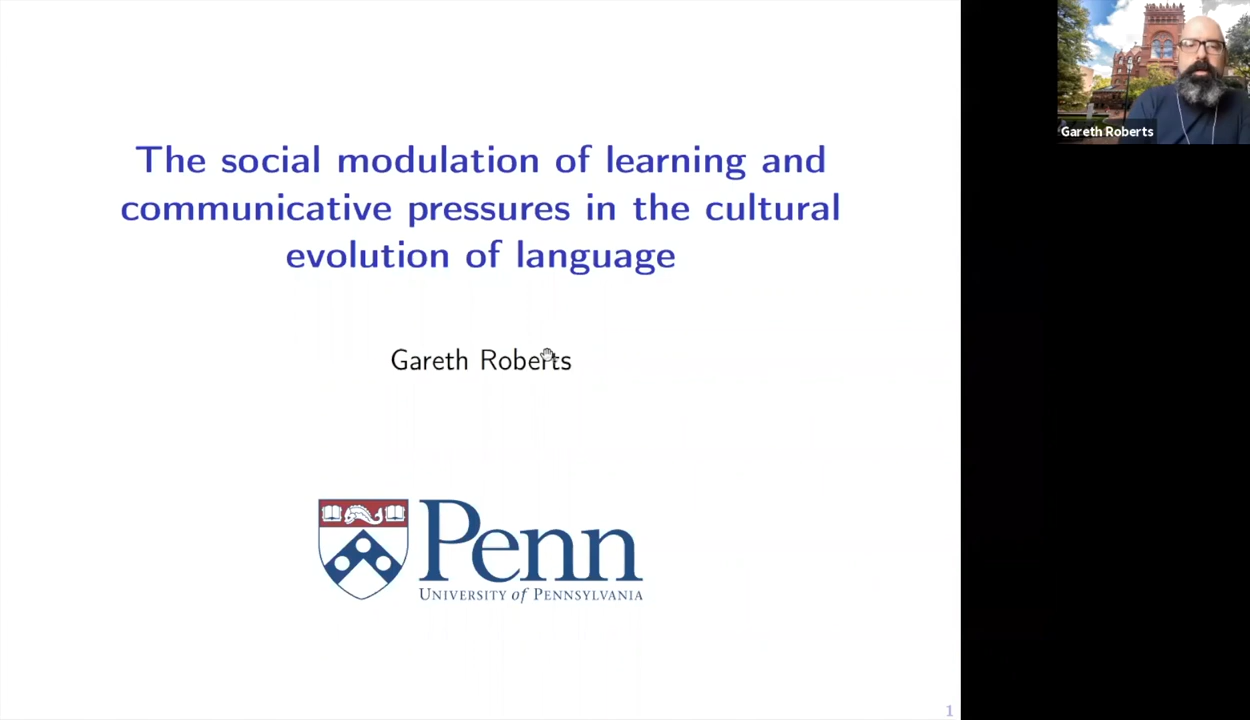 The social modulation of learning and
communicative pressures in the cultural
evolution of language
Gareth Roberts
Penn
UNIVERSITY of PENNSYLVANIA
1
Gareth Roberts